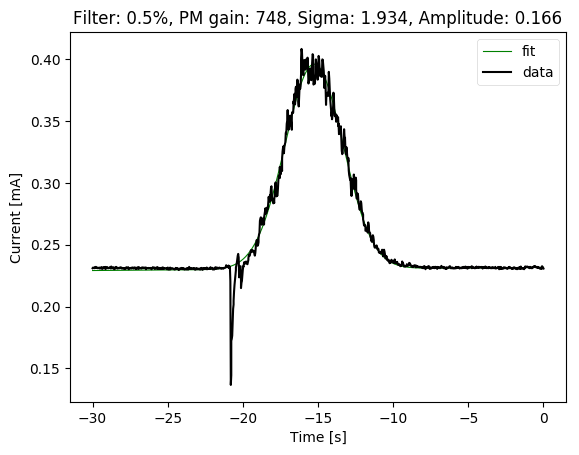 Filter: 0.5%, PM gain: 748, Sigma: 1.934, Amplitude: 0.166
fit
data
0.40
0.35
0.30
0.25
0.20
0.15
Current [mA]
−30
−25
−20
−15
−10
−5
0
Time [s]